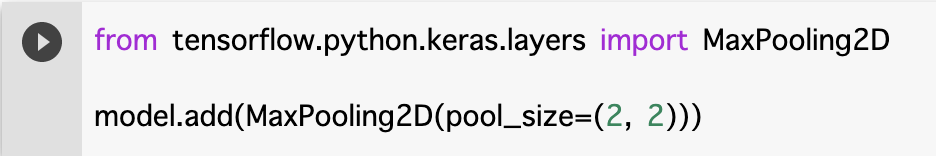 from tensorflow.python.keras.layers import MaxPooling2D
model.add(MaxPooling2D(pool_size=(2, 2)))